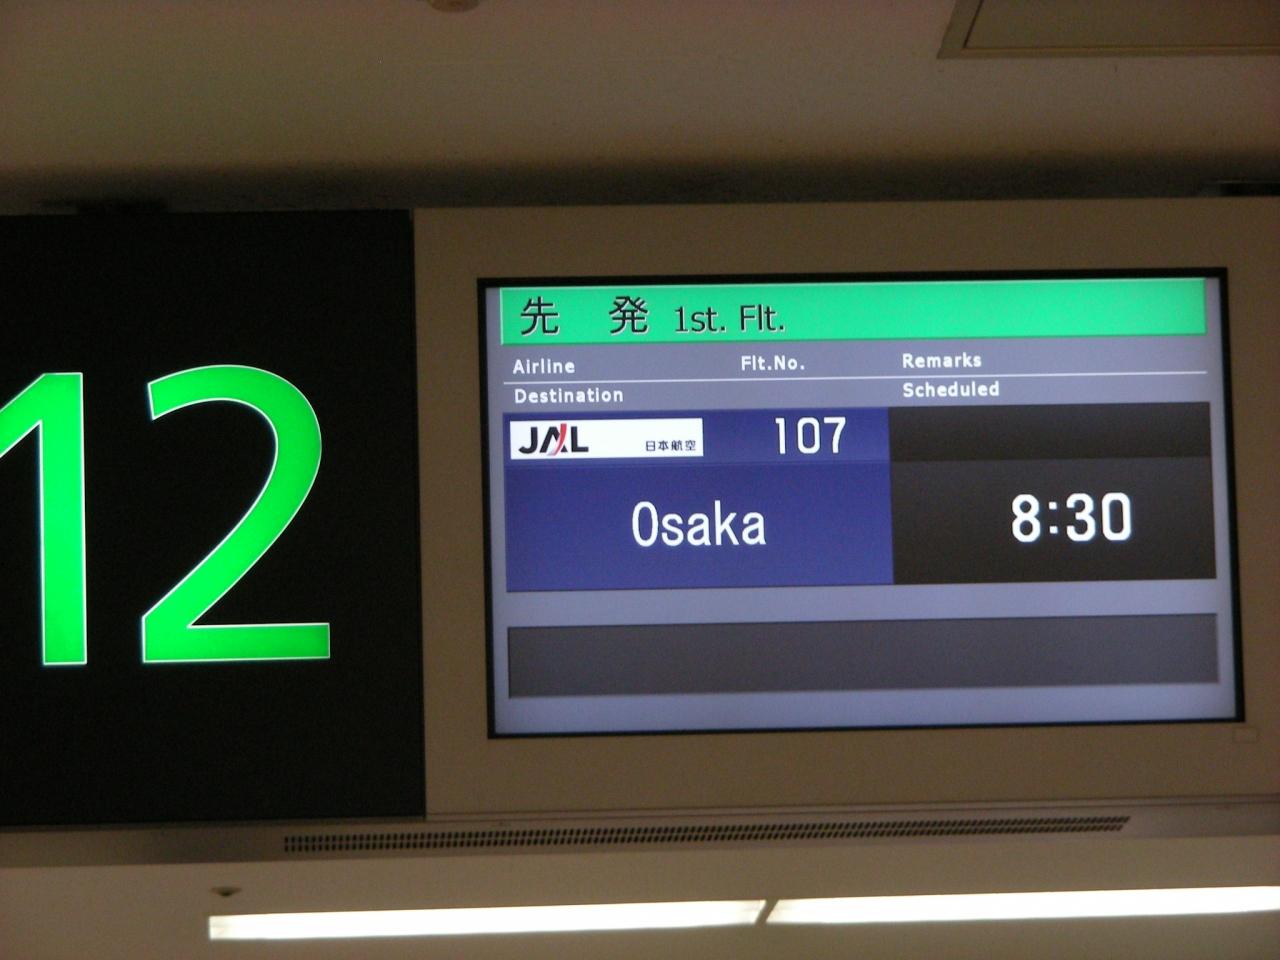 12
先 発 1st. Flt.
Airline Flt.No. Remarks
Destination Scheduled
JAL 日本航空 107
Osaka 8:30